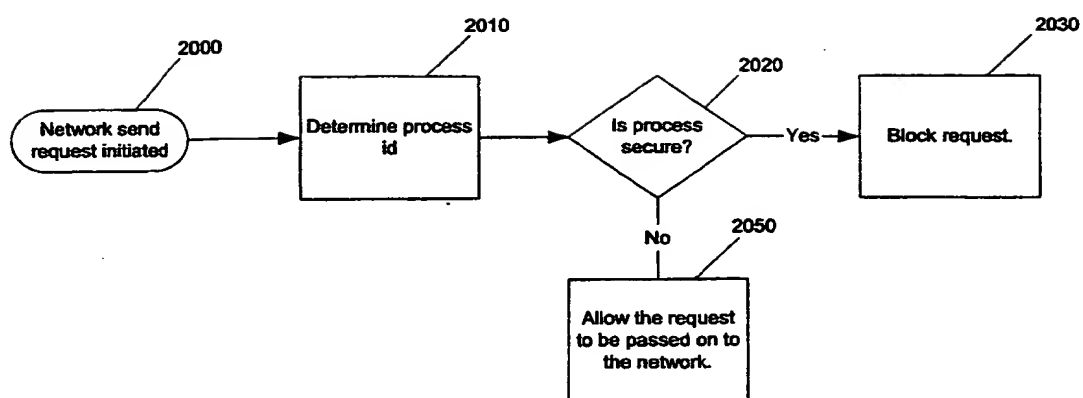 2000
Network send
request initiated
2010
Determine process
id
2020
Is process
secure?
Yes
2030
Block request.
No
2050
Allow the request
to be passed on to
the network.